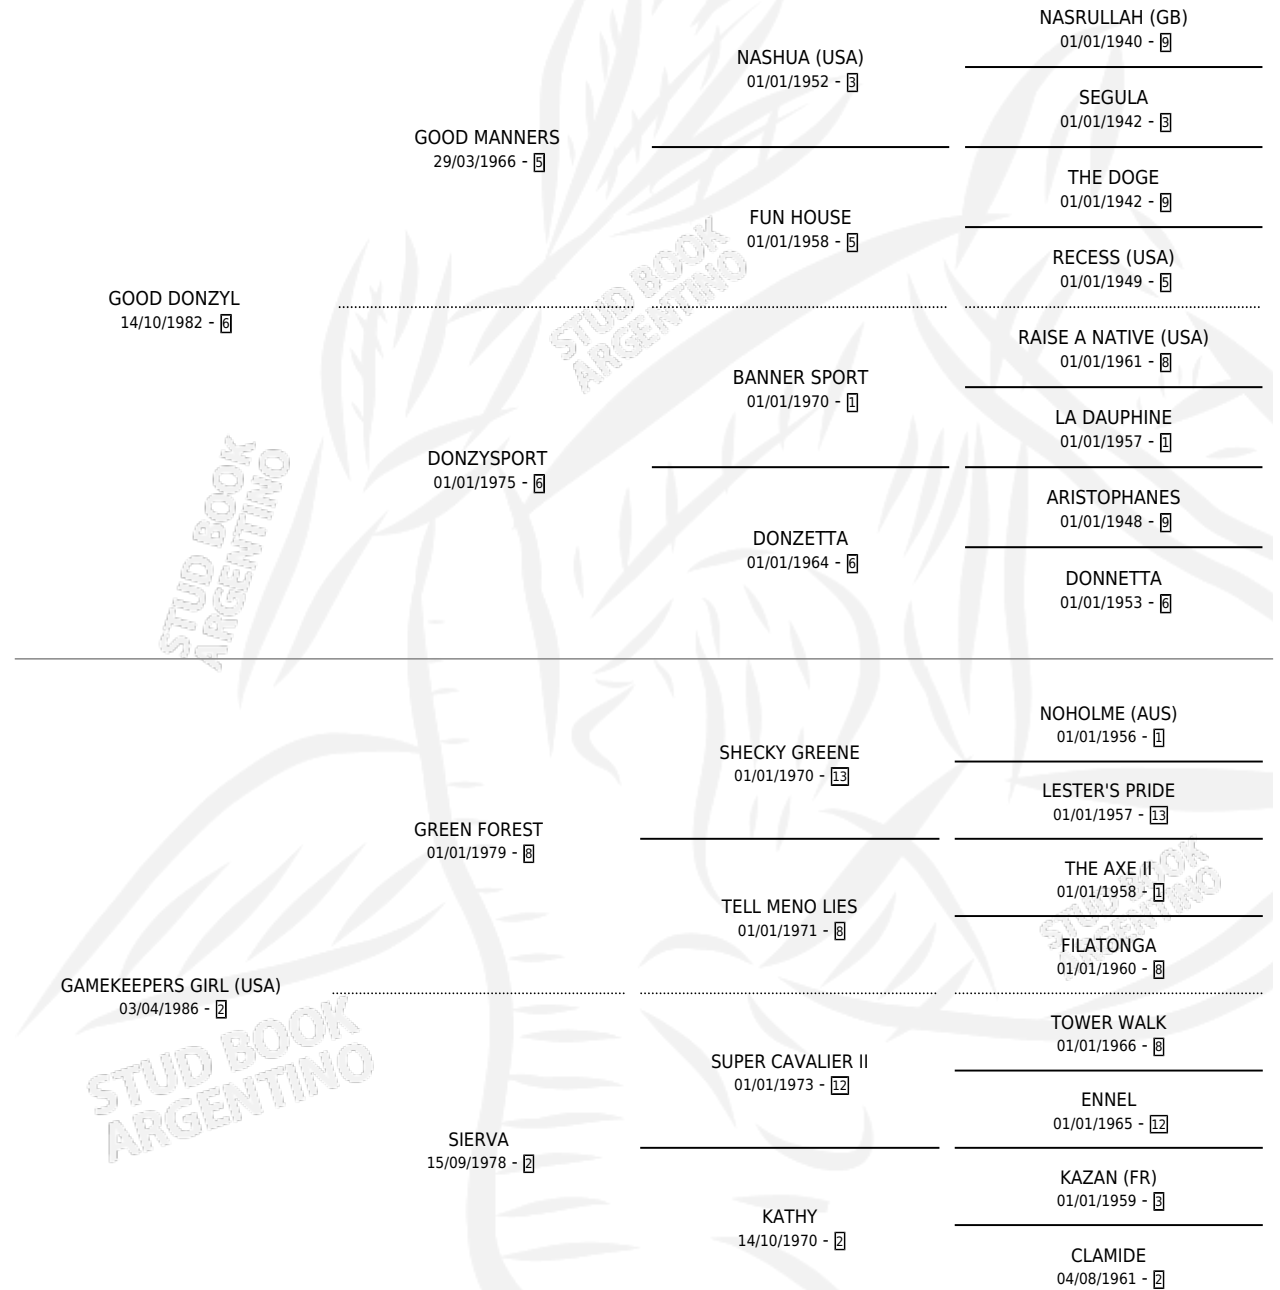 NASRULLAH (GB)
01/01/1940 - 9
NASHUA (USA)
01/01/1952 - 3
SEGULA
01/01/1942 - 3
GOOD MANNERS
29/03/1966 - 5
THE DOGE
01/01/1942 - 9
FUN HOUSE
01/01/1958 - 5
RECESS (USA)
01/01/1949 - 5
GOOD DONZYL
14/10/1982 - 6
RAISE A NATIVE (USA)
01/01/1961 - 8
BANNER SPORT
01/01/1970 - 1
LA DAUPHINE
01/01/1957 - 1
DONZYSPORT
01/01/1975 - 6
ARISTOPHANES
01/01/1948 - 9
DONZETTA
01/01/1964 - 6
DONNETTA
01/01/1953 - 6
STUD BOOK
ARGENTINO
STUD BOOK
ARGENTINO
NOHOLME (AUS)
01/01/1956 - 1
SHECKY GREENE
01/01/1970 - 13
LESTER'S PRIDE
01/01/1957 - 13
GREEN FOREST
01/01/1979 - 8
THE AXE II
01/01/1958 - 1
TELL MENO LIES
01/01/1971 - 8
FILATONGA
01/01/1960 - 8
GAMEKEEPERS GIRL (USA)
03/04/1986 - 2
TOWER WALK
01/01/1966 - 8
SUPER CAVALIER II
01/01/1973 - 12
ENNEL
01/01/1965 - 12
SIERVA
15/09/1978 - 2
KAZAN (FR)
01/01/1959 - 3
KATHY
14/10/1970 - 2
CLAMIDE
04/08/1961 - 2
STUD BOOK
ARGENTINO
STUD BOOK
ARGENTINO